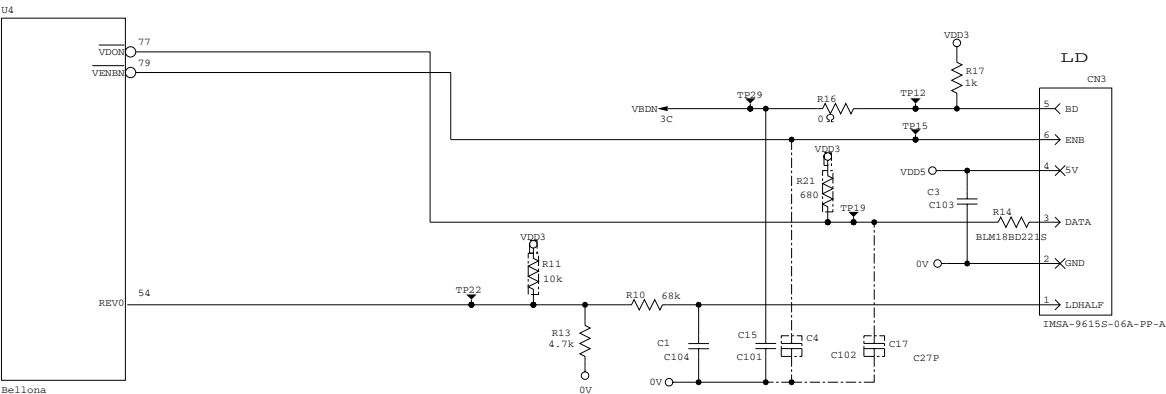 U4
VDON
77
VENBN
79
REV0
54
Bellona
VDD3
LD
R17
1k
CN3
TP29
R16
0Ω
TP12
VBDN
3C
5
BD
TP15
6
ENB
VDD3
R21
680
VDD5
4
5V
C3
C103
TP19
R14
3
DATA
BLM18BD221S
VDD3
R11
10k
0V
2
GND
TP22
R10
68k
1
LDHALF
IMSA-9615S-06A-PP-A
R13
4.7k
0V
C1
C104
C15
C101
C4
C102
C17
C27P
0V